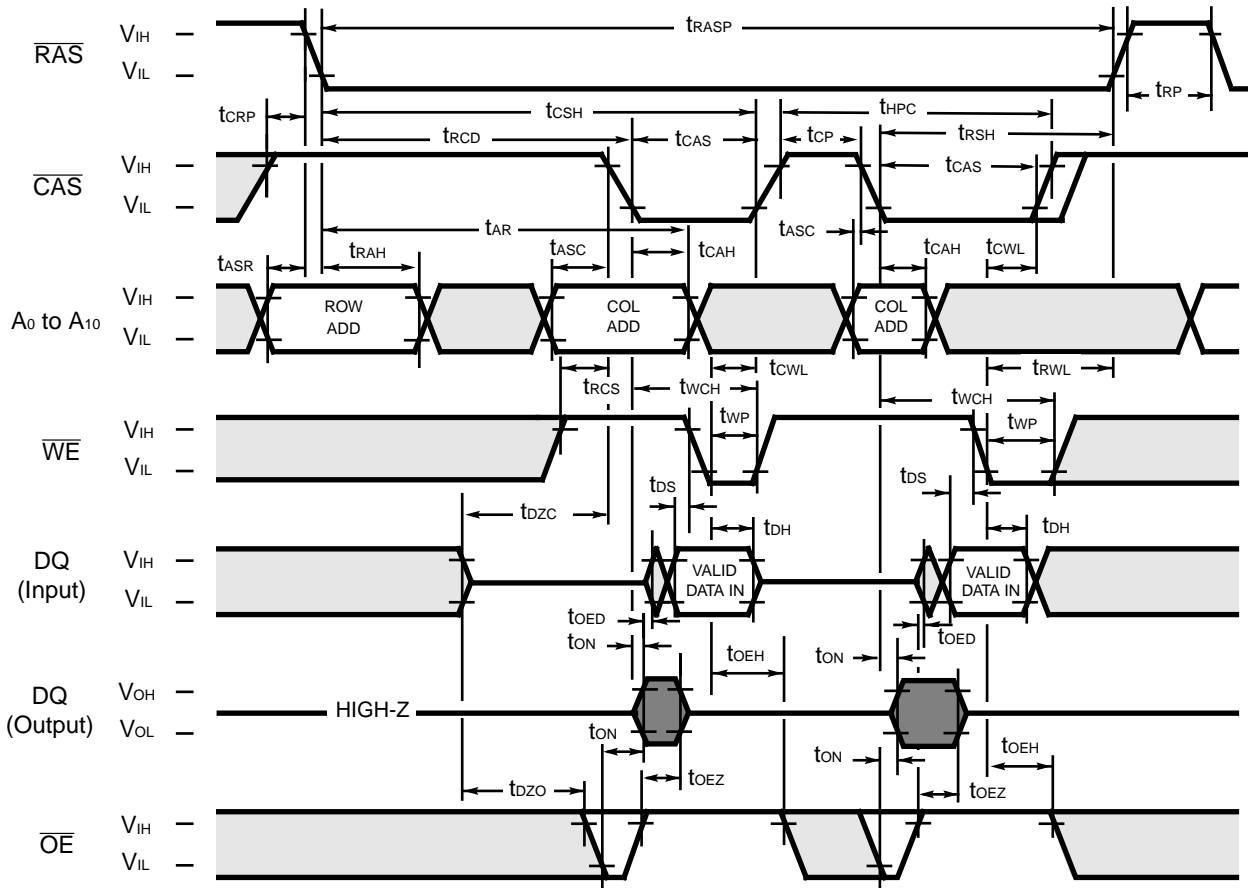 tRASP
VIH
RAS
VIL
tRP
tCRP
tCSH
tHPC
tRCD
tCAS
tCP
tRSH
VIH
CAS
tCAS
VIL
tAR
tASC
tASR
tRAH
tASC
tCAH
tCAH
tCWL
VIH
A0 to A10
ROW
ADD
COL
ADD
COL
ADD
VIL
tRCS
tWCH
tCWL
tRWL
tWCH
VIH
WE
tWP
tWP
VIL
tDS
tDS
tDZC
tDH
tDH
DQ
(Input)
VIH
VIL
VALID
DATA IN
VALID
DATA IN
tOED
tOED
tON
tOEH
tON
DQ
(Output)
VOH
VOL
HIGH-Z
tON
tOEZ
tON
tOEH
tDZO
tOEZ
VIH
OE
VIL